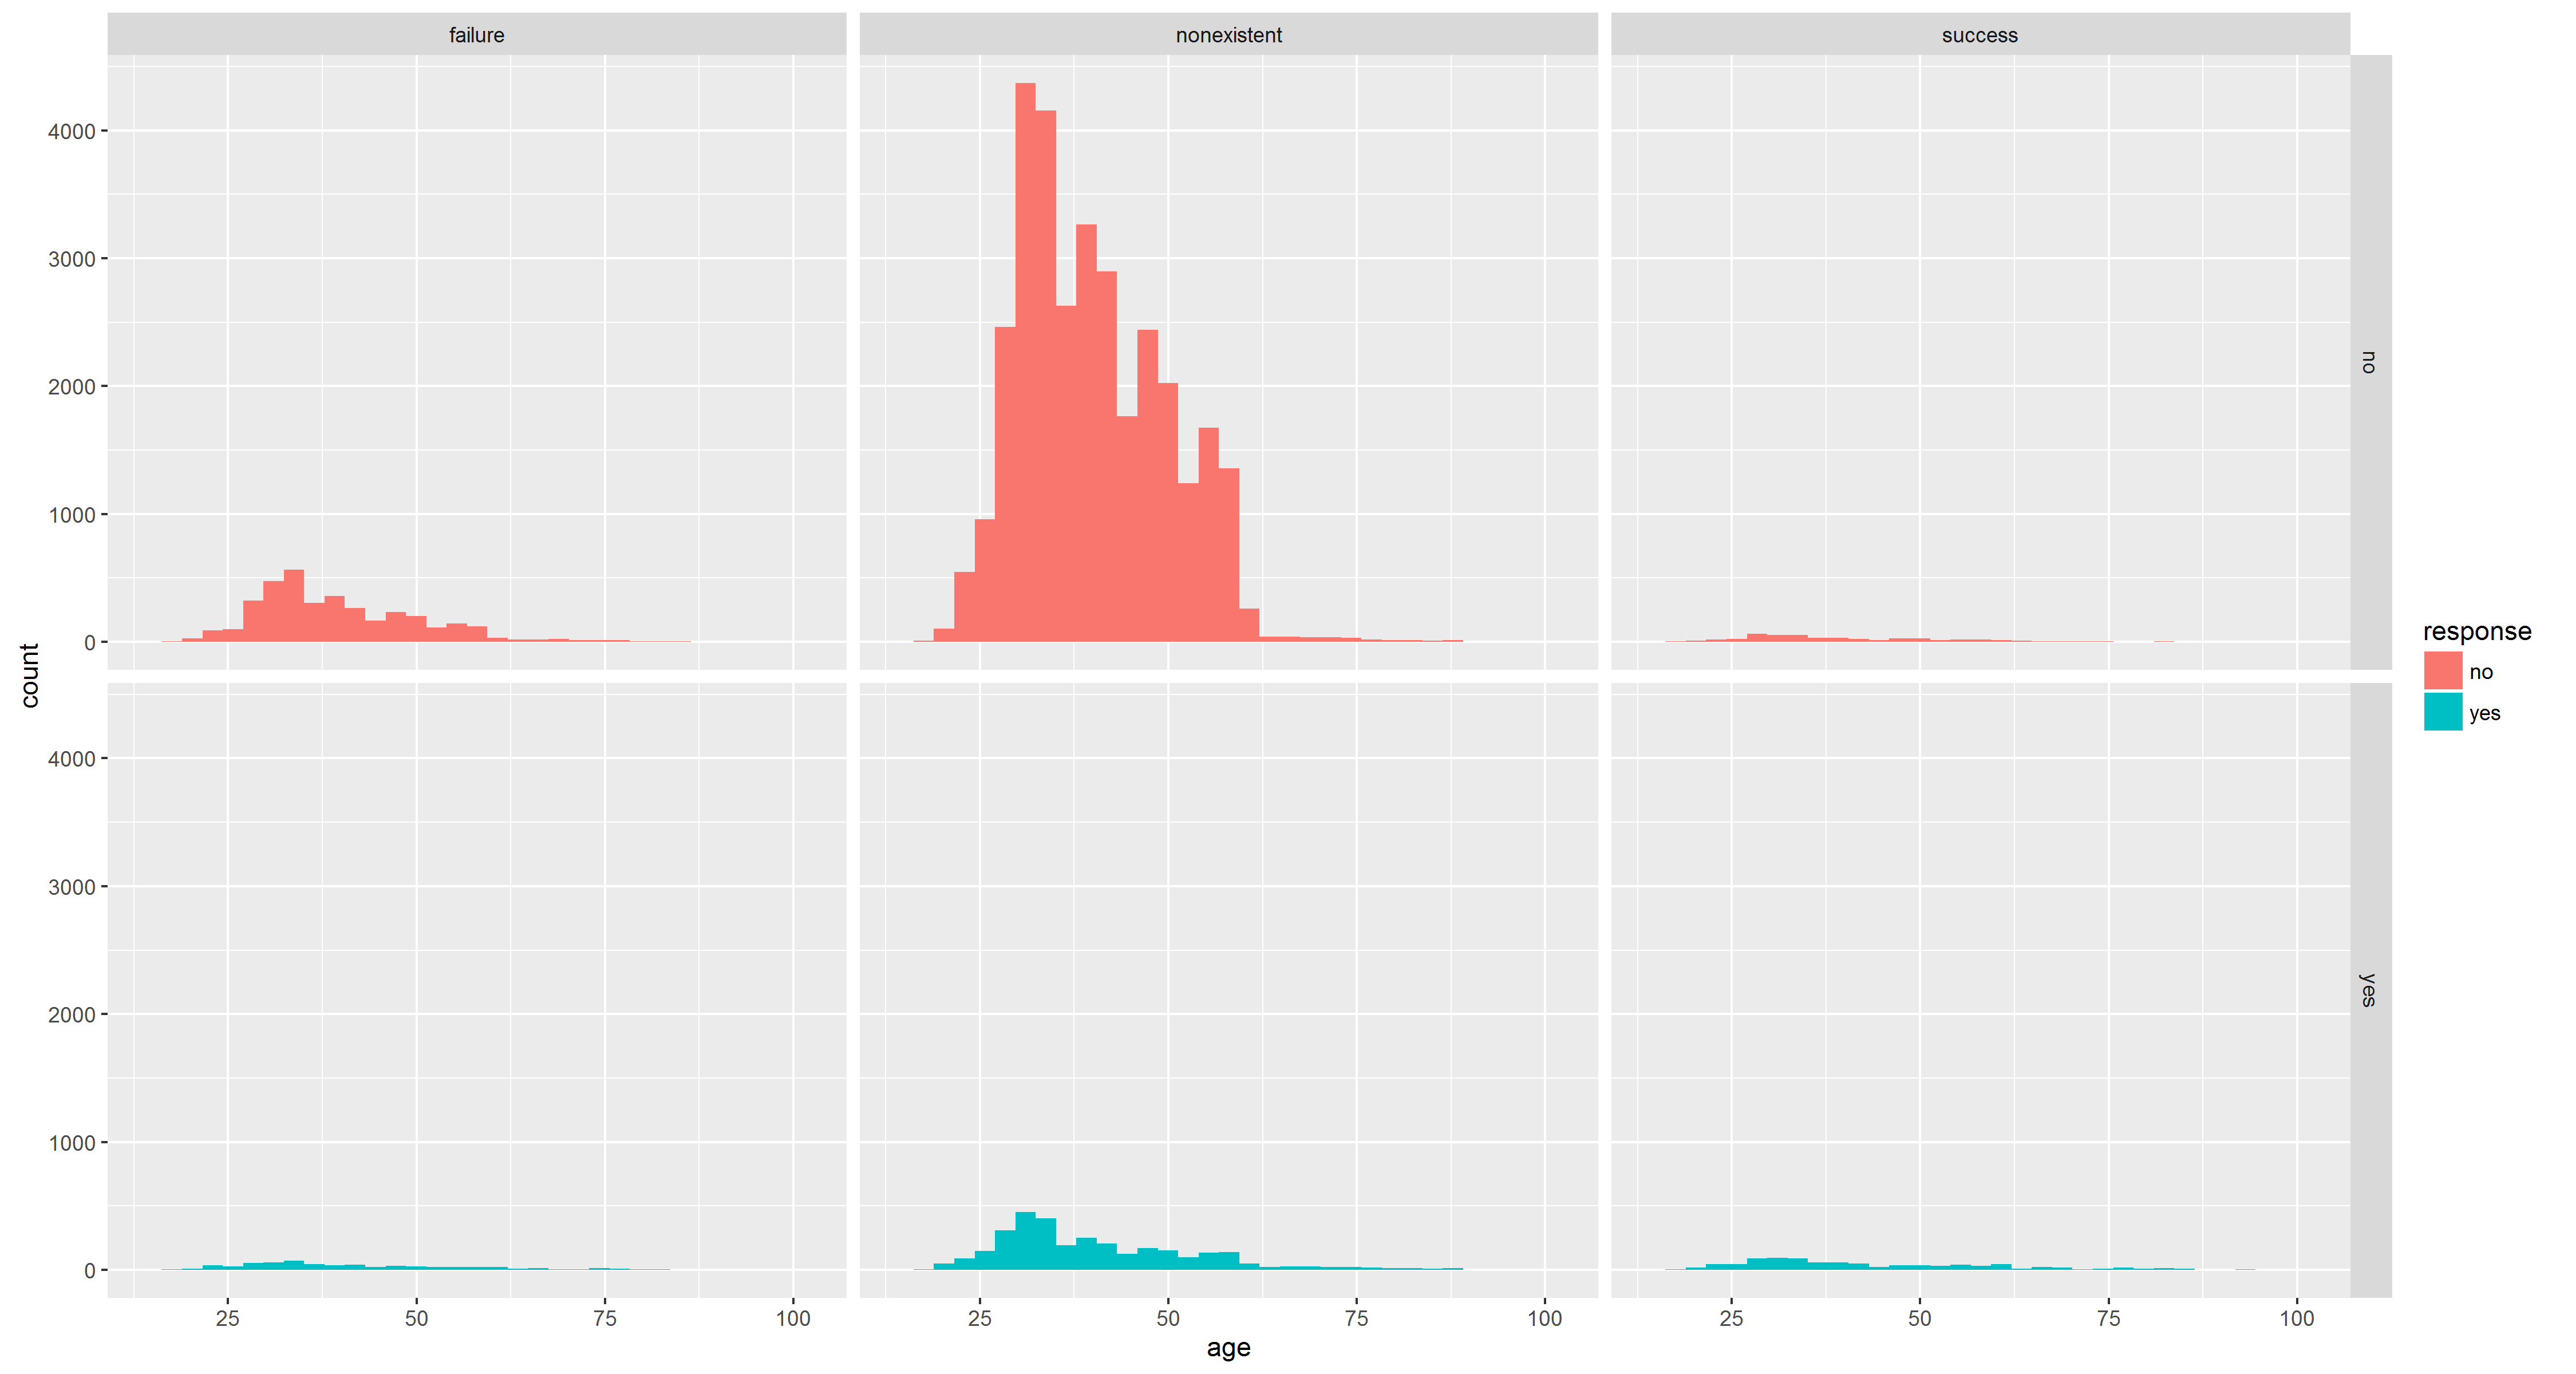 failure nonexistent success
4000
3000
2000
1000
0
no
4000
3000
2000
1000
0
yes
25 50 75 100 25 50 75 100 25 50 75 100
age
count
response
no
yes